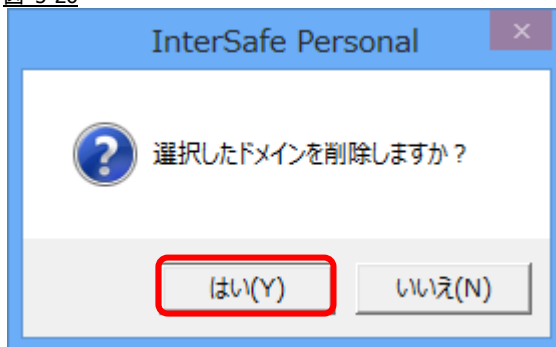 図 3-20
InterSafe Personal
選択したドメインを削除しますか？
はい(Y)
いいえ(N)